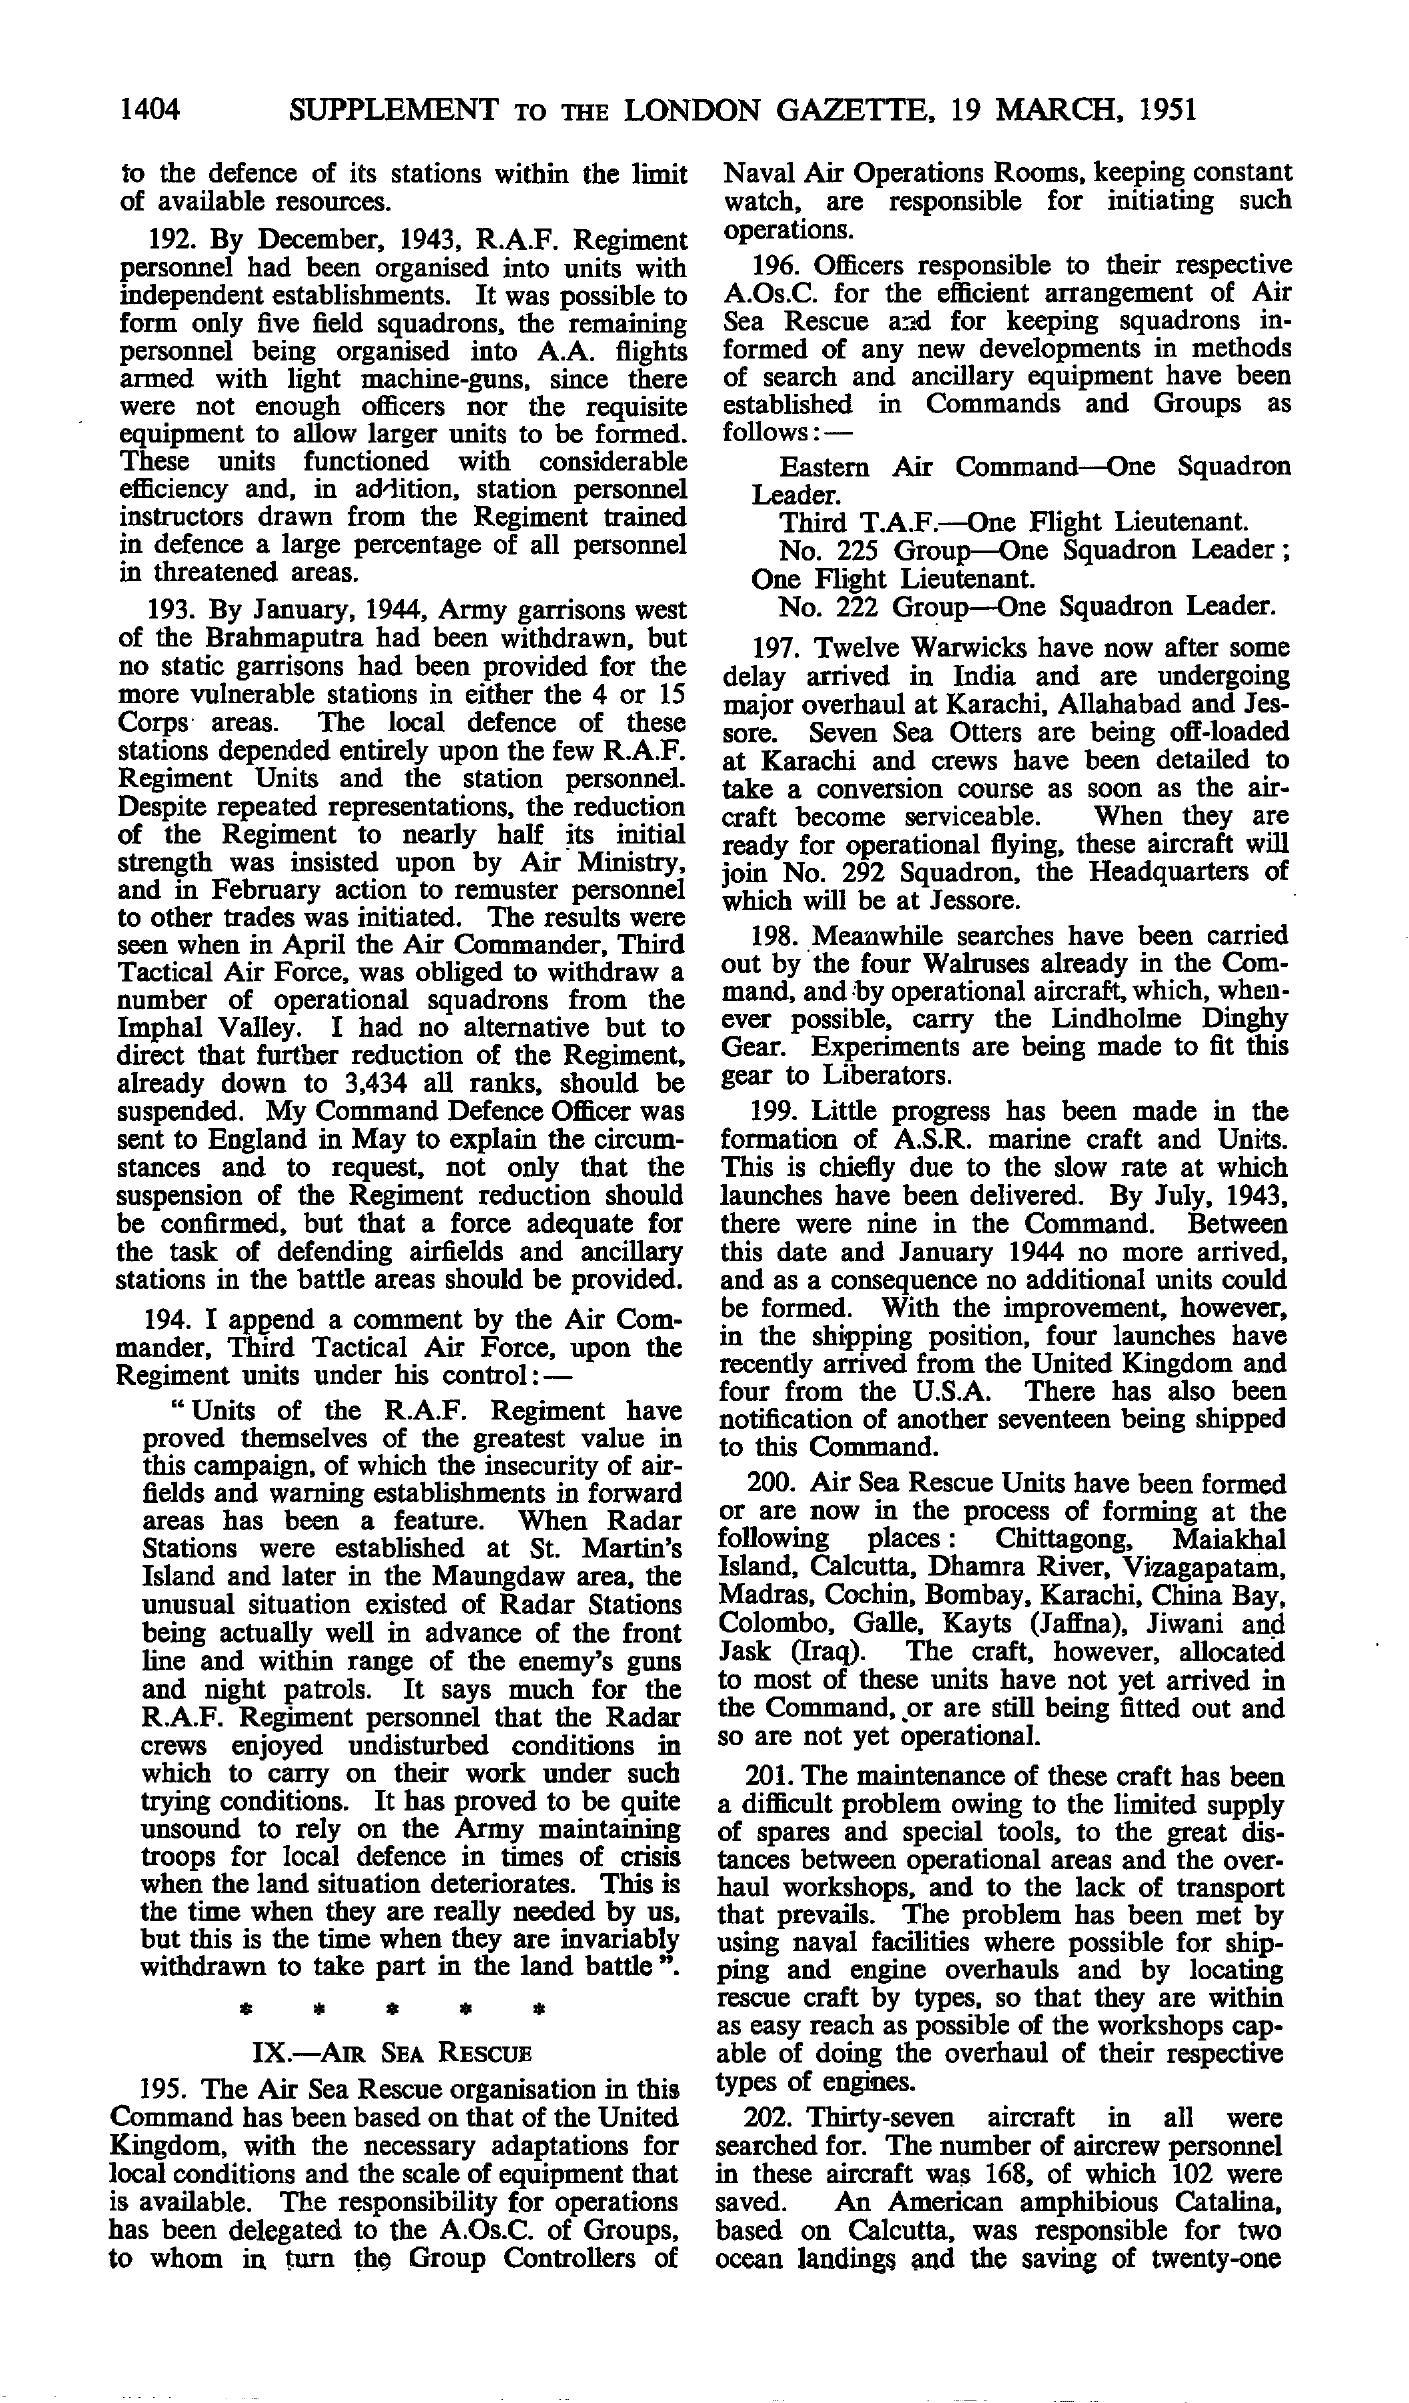 1404 SUPPLEMENT TO THE LONDON GAZETTE, 19 MARCH, 1951
to the defence of its stations within the limit
of available resources.
192. By December, 1943, R.A.F. Regiment
personnel had been organised into units with
independent establishments. It was possible to
form only five field squadrons, the remaining
personnel being organised into A.A. flights
armed with light machine-guns, since there
were not enough officers nor the requisite
equipment to allow larger units to be formed.
These units functioned with considerable
efficiency and, in addition, station personnel
instructors drawn from the Regiment trained
in defence a large percentage of all personnel
in threatened areas.
193. By January, 1944, Army garrisons west
of the Brahmaputra had been withdrawn, but
no static garrisons had been provided for the
more vulnerable stations in either the 4 or 15
Corps areas. The local defence of these
stations depended entirely upon the few R.A.F.
Regiment Units and the station personnel.
Despite repeated representations, the reduction
of the Regiment to nearly half its initial
strength was insisted upon by Air Ministry,
and in February action to remuster personnel
to other trades was initiated. The results were
seen when in April the Air Commander, Third
Tactical Air Force, was obliged to withdraw a
number of operational squadrons from the
Imphal Valley. I had no alternative but to
direct that further reduction of the Regiment,
already down to 3,434 all ranks, should be
suspended. My Command Defence Officer was
sent to England in May to explain the circum-
stances and to request, not only that the
suspension of the Regiment reduction should
be confirmed, but that a force adequate for
the task of defending airfields and ancillary
stations in the battle areas should be provided.
194. I append a comment by the Air Com-
mander, Third Tactical Air Force, upon the
Regiment units under his control:—
"Units of the R.A.F. Regiment have
proved themselves of the greatest value in
this campaign, of which the insecurity of air-
fields and warning establishments in forward
areas has been a feature. When Radar
Stations were established at St. Martin's
Island and later in the Maungdaw area, the
unusual situation existed of Radar Stations
being actually well in advance of the front
line and within range of the enemy's guns
and night patrols. It says much for the
R.A.F. Regiment personnel that the Radar
crews enjoyed undisturbed conditions in
which to carry on their work under such
trying conditions. It has proved to be quite
unsound to rely on the Army maintaining
troops for local defence in times of crisis
when the land situation deteriorates. This is
the time when they are really needed by us,
but this is the time when they are invariably
withdrawn to take part in the land battle".
* * * * *
IX.—AIR SEA RESCUE
195. The Air Sea Rescue organisation in this
Command has been based on that of the United
Kingdom, with the necessary adaptations for
local conditions and the scale of equipment that
is available. The responsibility for operations
has been delegated to the A.Os.C. of Groups,
to whom in turn the Group Controllers of
Naval Air Operations Rooms, keeping constant
watch, are responsible for initiating such
operations.
196. Officers responsible to their respective
A.Os.C. for the efficient arrangement of Air
Sea Rescue and for keeping squadrons in-
formed of any new developments in methods
of search and ancillary equipment have been
established in Commands and Groups as
follows:—
Eastern Air Command—One Squadron
Leader.
Third T.A.F.—One Flight Lieutenant.
No. 225 Group—One Squadron Leader;
One Flight Lieutenant.
No. 222 Group—One Squadron Leader.
197. Twelve Warwicks have now after some
delay arrived in India and are undergoing
major overhaul at Karachi, Allahabad and Jes-
sore. Seven Sea Otters are being off-loaded
at Karachi and crews have been detailed to
take a conversion course as soon as the air-
craft become serviceable. When they are
ready for operational flying, these aircraft will
join No. 292 Squadron, the Headquarters of
which will be at Jessore.
198. Meanwhile searches have been carried
out by the four Walruses already in the Com-
mand, and by operational aircraft, which, when-
ever possible, carry the Lindholme Dinghy
Gear. Experiments are being made to fit this
gear to Liberators.
199. Little progress has been made in the
formation of A.S.R. marine craft and Units.
This is chiefly due to the slow rate at which
launches have been delivered. By July, 1943,
there were nine in the Command. Between
this date and January 1944 no more arrived,
and as a consequence no additional units could
be formed. With the improvement, however,
in the shipping position, four launches have
recently arrived from the United Kingdom and
four from the U.S.A. There has also been
notification of another seventeen being shipped
to this Command.
200. Air Sea Rescue Units have been formed
or are now in the process of forming at the
following places: Chittagong, Maiakhal
Island, Calcutta, Dhamra River, Vizagapatam,
Madras, Cochin, Bombay, Karachi, China Bay,
Colombo, Galle, Kayts (Jaffna), Jiwani and
Jask (Iraq). The craft, however, allocated
to most of these units have not yet arrived in
the Command, or are still being fitted out and
so are not yet operational.
201. The maintenance of these craft has been
a difficult problem owing to the limited supply
of spares and special tools, to the great dis-
tances between operational areas and the over-
haul workshops, and to the lack of transport
that prevails. The problem has been met by
using naval facilities where possible for ship-
ping and engine overhauls and by locating
rescue craft by types, so that they are within
as easy reach as possible of the workshops cap-
able of doing the overhaul of their respective
types of engines.
202. Thirty-seven aircraft in all were
searched for. The number of aircrew personnel
in these aircraft was 168, of which 102 were
saved. An American amphibious Catalina,
based on Calcutta, was responsible for two
ocean landings and the saving of twenty-one